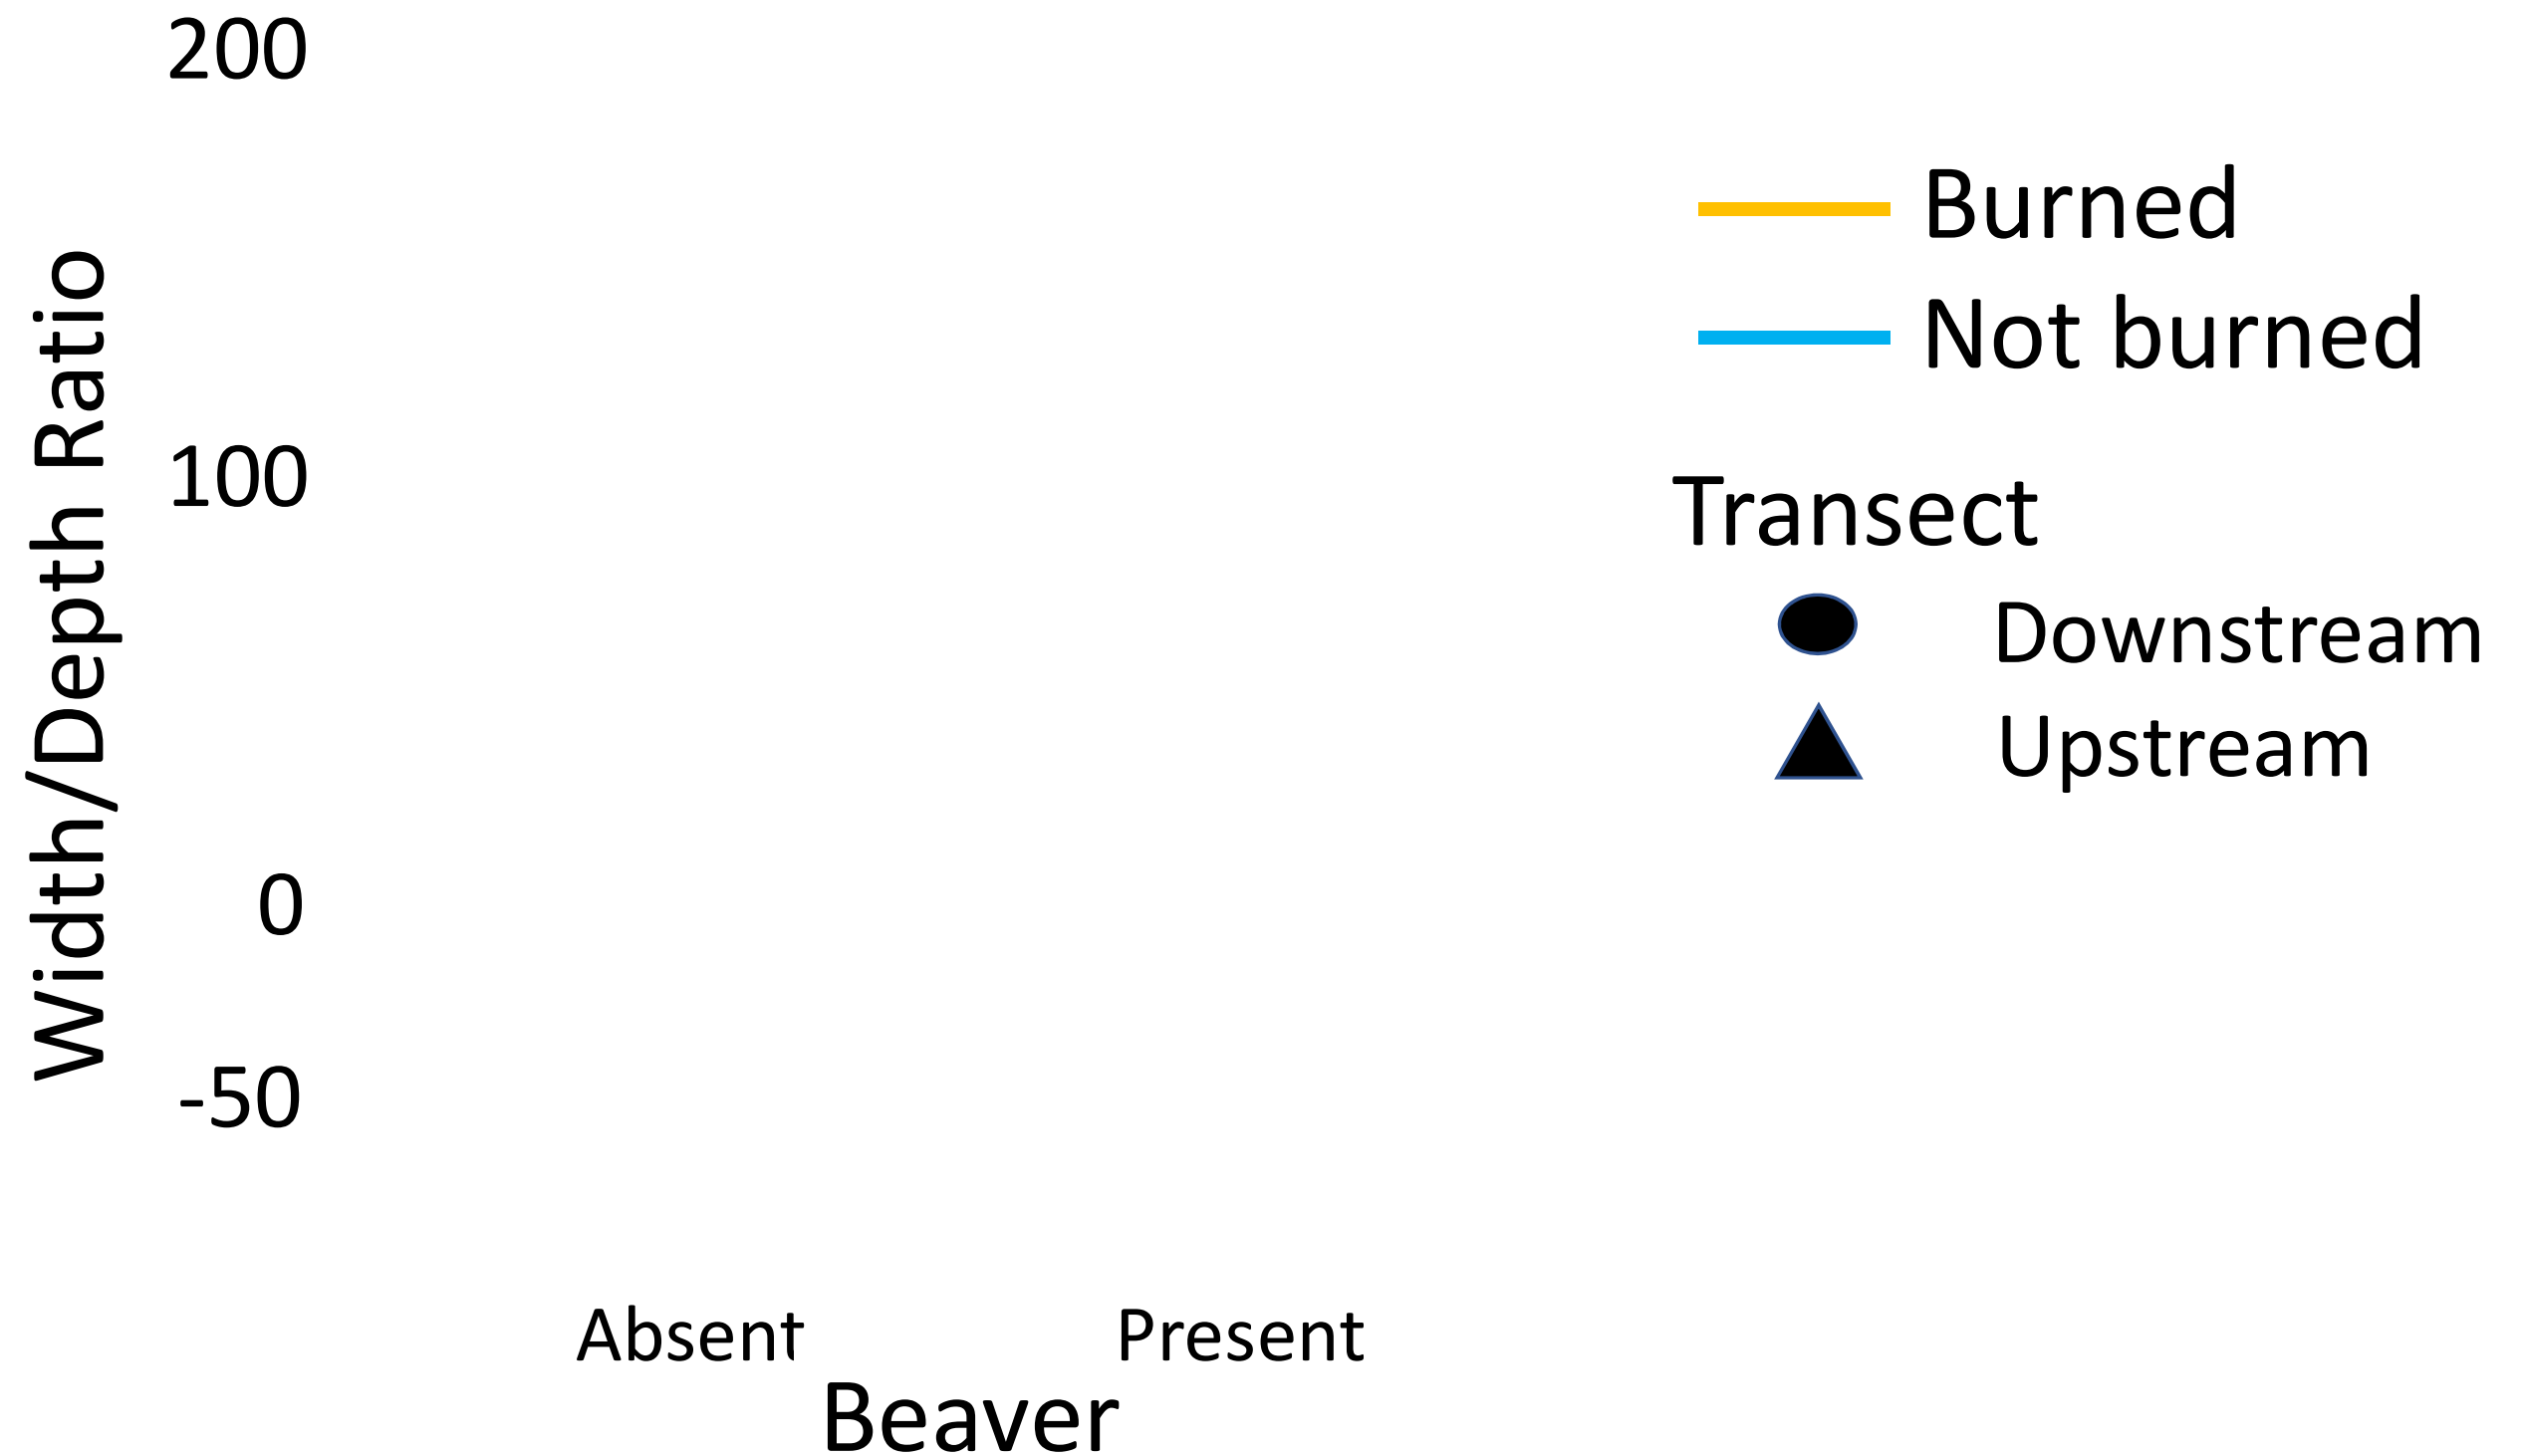 200
100
0
-50
Width/Depth Ratio
Absent
Present
Beaver
Burned
Not burned
Transect
Downstream
Upstream